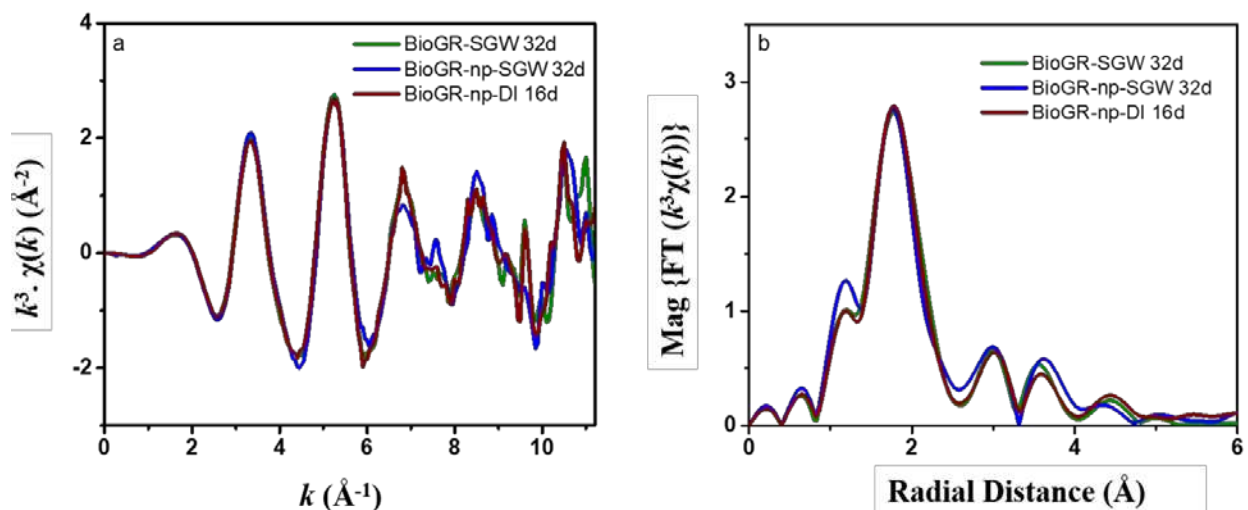 a
BioGR-SGW 32d
BioGR-np-SGW 32d
BioGR-np-DI 16d
4
2
0
-2
0
2
4
6
8
10
k³. χ(k) (Å⁻²)
k (Å⁻¹)
b
BioGR-SGW 32d
BioGR-np-SGW 32d
BioGR-np-DI 16d
3
2
1
0
0
2
4
6
Mag {FT (k³χ(k))}
Radial Distance (Å)